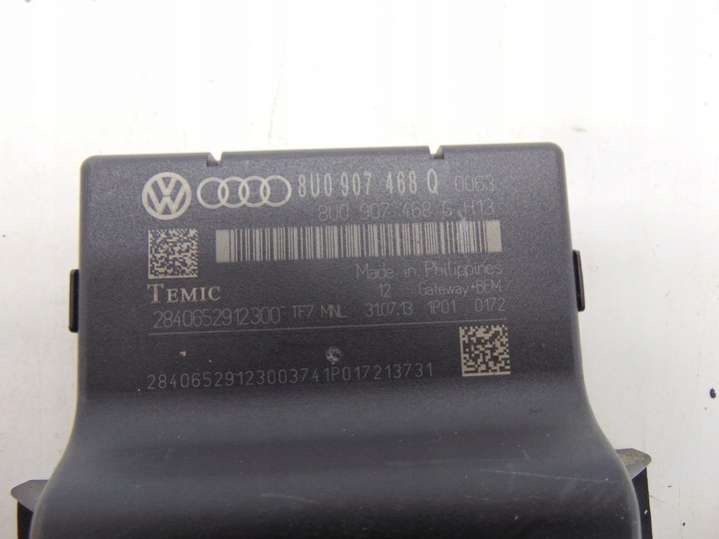 8U0 907 468 Q 0063
8U0 907 468 G H13
Made in Philippines
TEMIC 12 Gateway+BEM
2840652912300 TF7 MNL 31.07.13 1P01 0172
28406529123003741P017213731